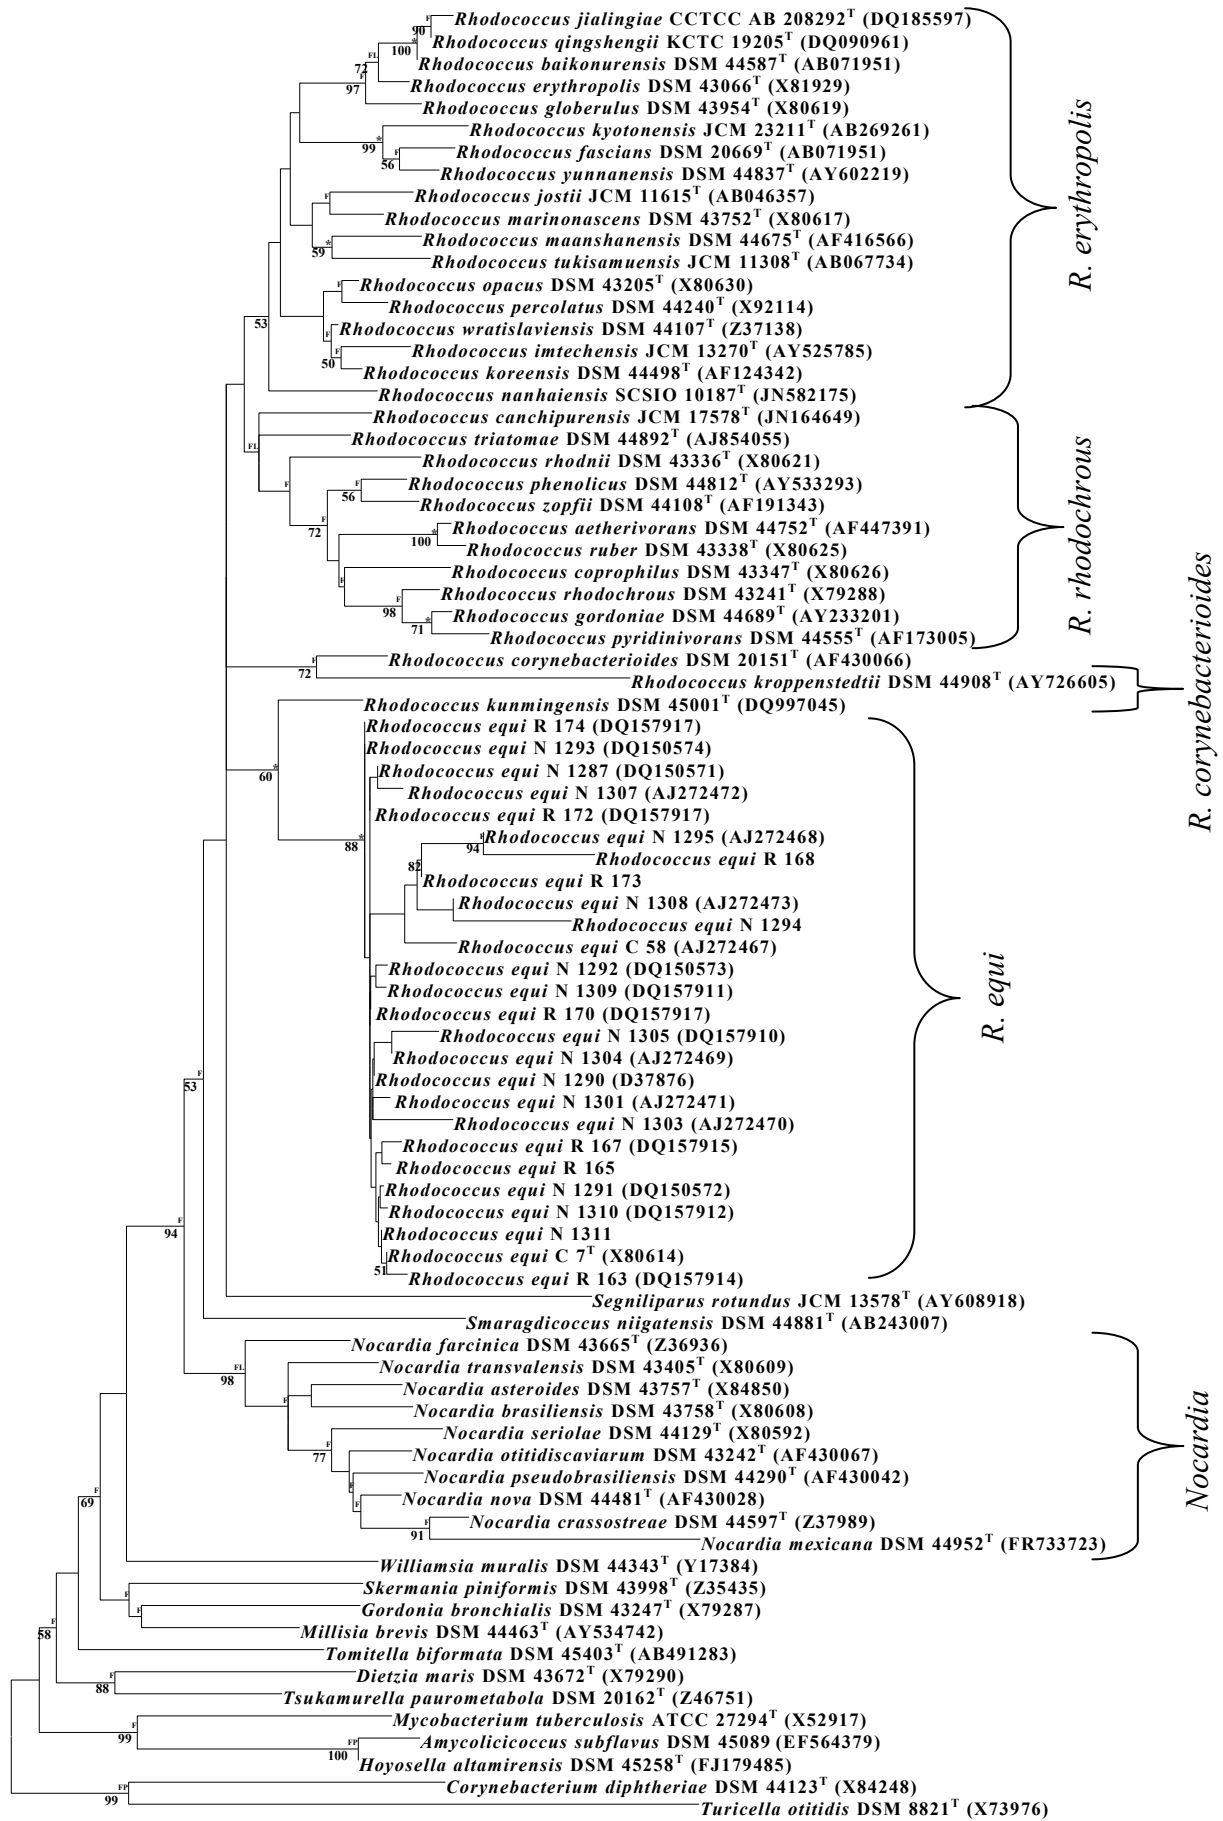 Rhodococcus jialingiae CCTCC AB 208292T (DQ185597)
Rhodococcus qingshengii KCTC 19205T (DQ090961)
Rhodococcus baikonurensis DSM 44587T (AB071951)
Rhodococcus erythropolis DSM 43066T (X81929)
Rhodococcus globerulus DSM 43954T (X80619)
Rhodococcus kyotonensis JCM 23211T (AB269261)
Rhodococcus fascians DSM 20669T (AB071951)
Rhodococcus yunnanensis DSM 44837T (AY602219)
Rhodococcus jostii JCM 11615T (AB046357)
Rhodococcus marinonascens DSM 43752T (X80617)
Rhodococcus maanshanensis DSM 44675T (AF416566)
Rhodococcus tukisamuensis JCM 11308T (AB067734)
Rhodococcus opacus DSM 43205T (X80630)
Rhodococcus percolatus DSM 44240T (X92114)
Rhodococcus wratislaviensis DSM 44107T (Z37138)
Rhodococcus imtechensis JCM 13270T (AY525785)
Rhodococcus koreensis DSM 44498T (AF124342)
Rhodococcus nanhaiensis SCSIO 10187T (JN582175)
Rhodococcus canchipurensis JCM 17578T (JN164649)
Rhodococcus triatomae DSM 44892T (AJ854055)
Rhodococcus rhodnii DSM 43336T (X80621)
Rhodococcus phenolicus DSM 44812T (AY533293)
Rhodococcus zopfii DSM 44108T (AF191343)
Rhodococcus aetherivorans DSM 44752T (AF447391)
Rhodococcus ruber DSM 43338T (X80625)
Rhodococcus coprophilus DSM 43347T (X80626)
Rhodococcus rhodochrous DSM 43241T (X79288)
Rhodococcus gordoniae DSM 44689T (AY233201)
Rhodococcus pyridinivorans DSM 44555T (AF173005)
Rhodococcus corynebacterioides DSM 20151T (AF430066)
Rhodococcus kroppenstedtii DSM 44908T (AY726605)
Rhodococcus kunmingensis DSM 45001T (DQ997045)
Rhodococcus equi R 174 (DQ157917)
Rhodococcus equi N 1293 (DQ150574)
Rhodococcus equi N 1287 (DQ150571)
Rhodococcus equi N 1307 (AJ272472)
Rhodococcus equi R 172 (DQ157917)
Rhodococcus equi N 1295 (AJ272468)
Rhodococcus equi R 168
Rhodococcus equi R 173
Rhodococcus equi N 1308 (AJ272473)
Rhodococcus equi N 1294
Rhodococcus equi C 58 (AJ272467)
Rhodococcus equi N 1292 (DQ150573)
Rhodococcus equi N 1309 (DQ157911)
Rhodococcus equi R 170 (DQ157917)
Rhodococcus equi N 1305 (DQ157910)
Rhodococcus equi N 1304 (AJ272469)
Rhodococcus equi N 1290 (D37876)
Rhodococcus equi N 1301 (AJ272471)
Rhodococcus equi N 1303 (AJ272470)
Rhodococcus equi R 167 (DQ157915)
Rhodococcus equi R 165
Rhodococcus equi N 1291 (DQ150572)
Rhodococcus equi N 1310 (DQ157912)
Rhodococcus equi N 1311
Rhodococcus equi C 7T (X80614)
Rhodococcus equi R 163 (DQ157914)
Segniliparus rotundus JCM 13578T (AY608918)
Smaragdicoccus niigatensis DSM 44881T (AB243007)
Nocardia farcinica DSM 43665T (Z36936)
Nocardia transvalensis DSM 43405T (X80609)
Nocardia asteroides DSM 43757T (X84850)
Nocardia brasiliensis DSM 43758T (X80608)
Nocardia seriolae DSM 44129T (X80592)
Nocardia otitidiscaviarum DSM 43242T (AF430067)
Nocardia pseudobrasiliensis DSM 44290T (AF430042)
Nocardia nova DSM 44481T (AF430028)
Nocardia crassostreae DSM 44597T (Z37989)
Nocardia mexicana DSM 44952T (FR733723)
Williamsia muralis DSM 44343T (Y17384)
Skermania piniformis DSM 43998T (Z35435)
Gordonia bronchialis DSM 43247T (X79287)
Millisia brevis DSM 44463T (AY534742)
Tomitella biformata DSM 45403T (AB491283)
Dietzia maris DSM 43672T (X79290)
Tsukamurella paurometabola DSM 20162T (Z46751)
Mycobacterium tuberculosis ATCC 27294T (X52917)
Amycolicicoccus subflavus DSM 45089 (EF564379)
Hoyosella altamirensis DSM 45258T (FJ179485)
Corynebacterium diphtheriae DSM 44123T (X84248)
Turicella otitidis DSM 8821T (X73976)
R. erythropolis
R. rhodochrous
R. corynebacterioides
R. equi
Nocardia
F
90
*
100
FL
72
F
97
*
99
F
56
F
*
59
F
F
F
50
53
FL
F
F
56
F
72
*
100
F
F
98
*
71
F
72
*
60
*
88
F
94
F
82
51
F
53
F
94
FL
98
F
F
77
F
F
F
91
F
69
F
F
F
58
F
88
F
99
FP
100
FP
99